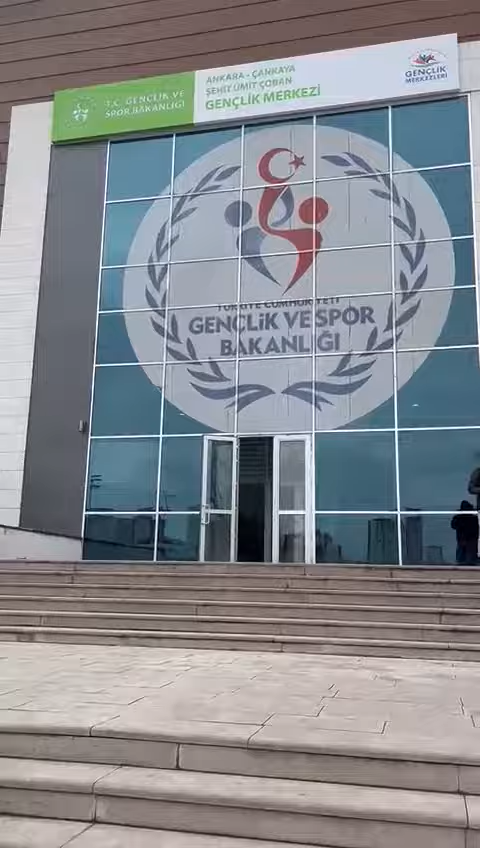 T.C. GENÇLİK VE
SPOR BAKANLIĞI
ANKARA - ÇANKAYA
ŞEHİT ÜMİT ÇOBAN
GENÇLİK MERKEZİ
GENÇLİK
MERKEZLERİ
TÜRKİYE CUMHURİYETİ
GENÇLİK VE SPOR
BAKANLIĞI